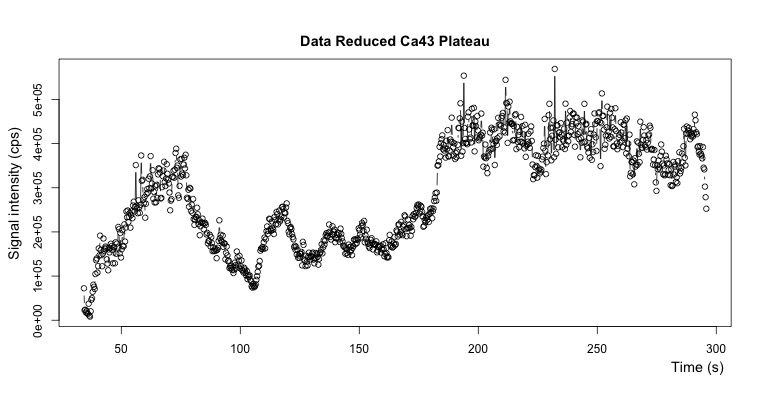 Data Reduced Ca43 Plateau
Signal intensity (cps)
5e+05
4e+05
3e+05
2e+05
1e+05
0e+00
50 100 150 200 250 300
Time (s)